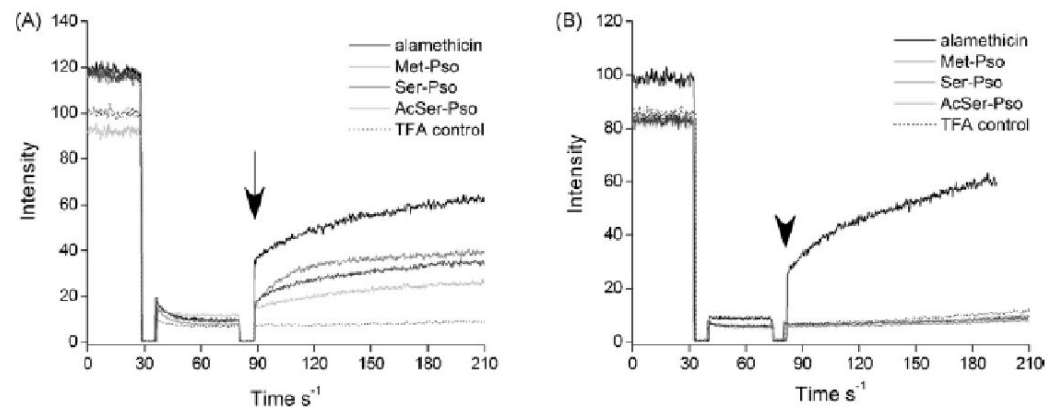 (A)
140
120
100
80
60
40
20
0
Intensity
alamethicin
Met-Pso
Ser-Pso
AcSer-Pso
TFA control
0 30 60 90 120 150 180 210
Time s⁻¹
(B)
120
100
80
60
40
20
0
Intensity
alamethicin
Met-Pso
Ser-Pso
AcSer-Pso
TFA control
0 30 60 90 120 150 180 210
Time s⁻¹